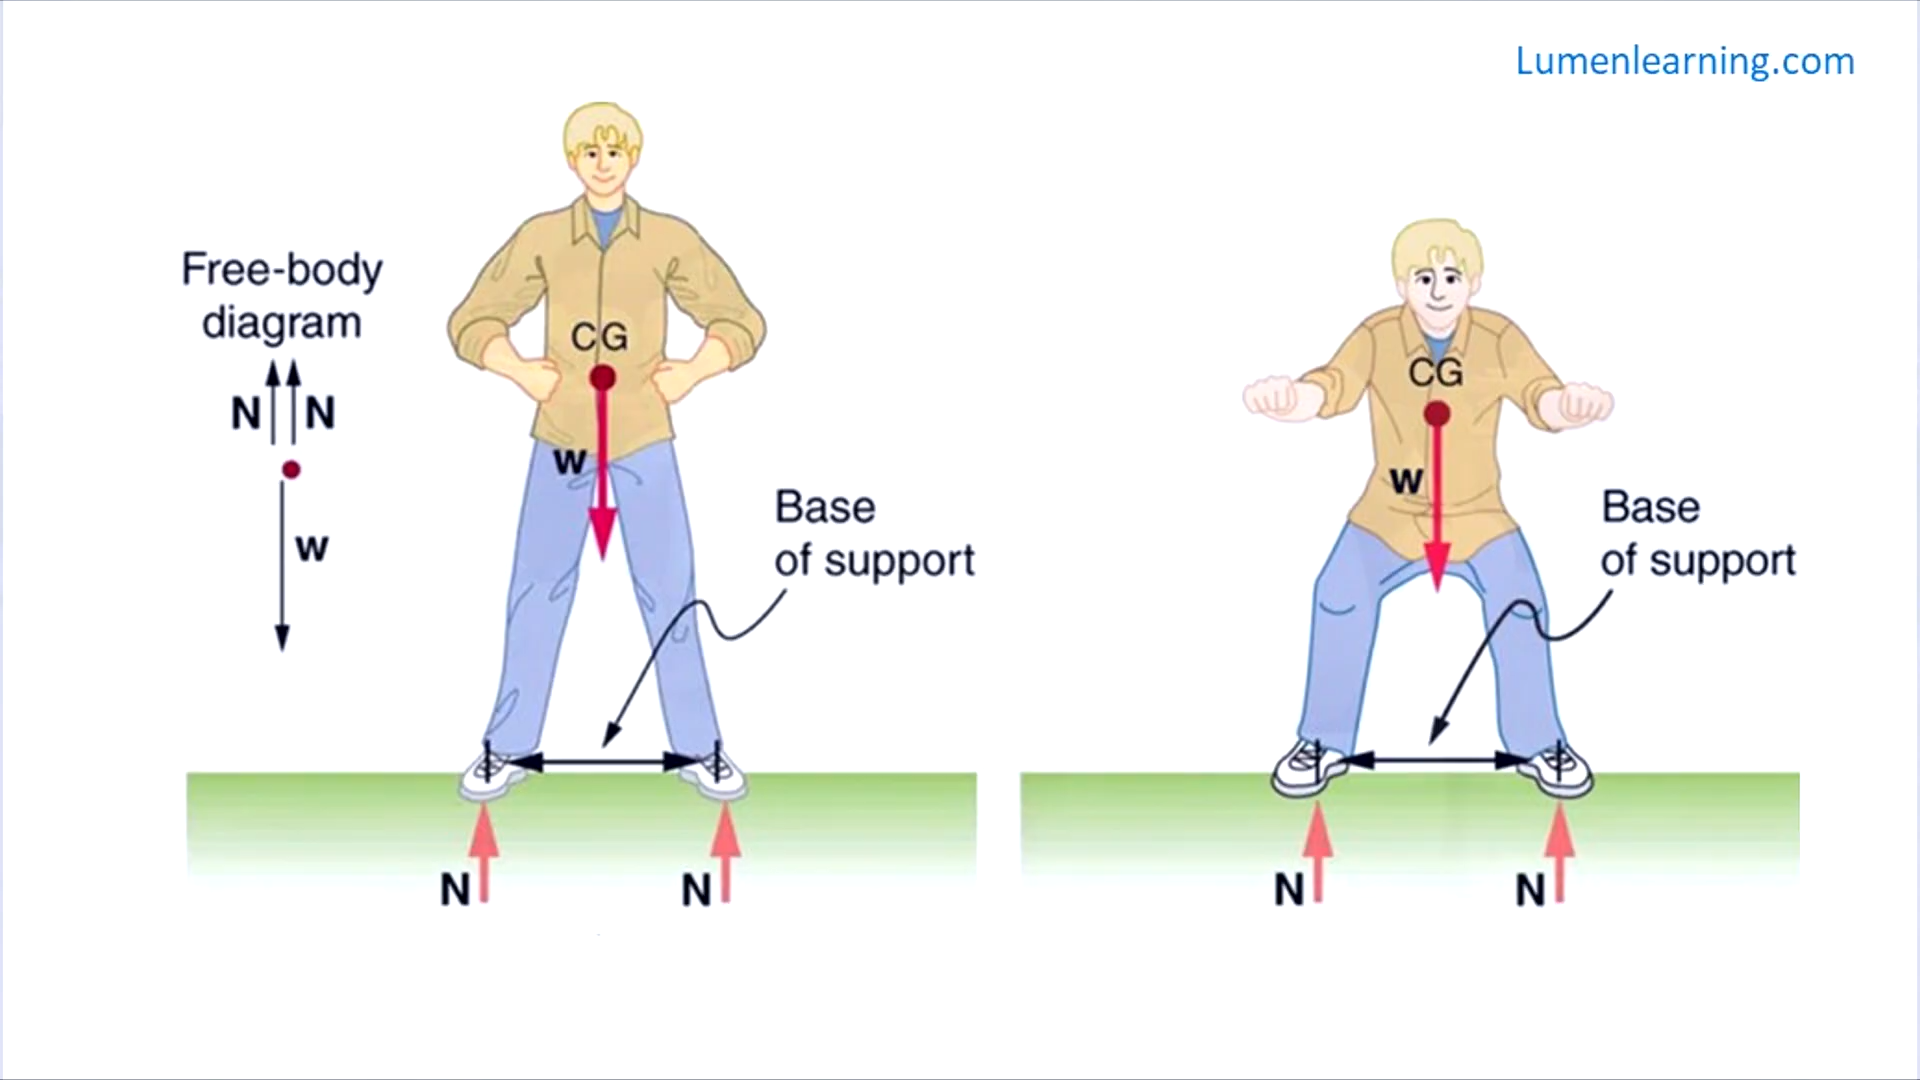 Lumenlearning.com
Free-body
diagram
N N
w
CG
w
Base
of support
N
N
CG
w
Base
of support
N
N